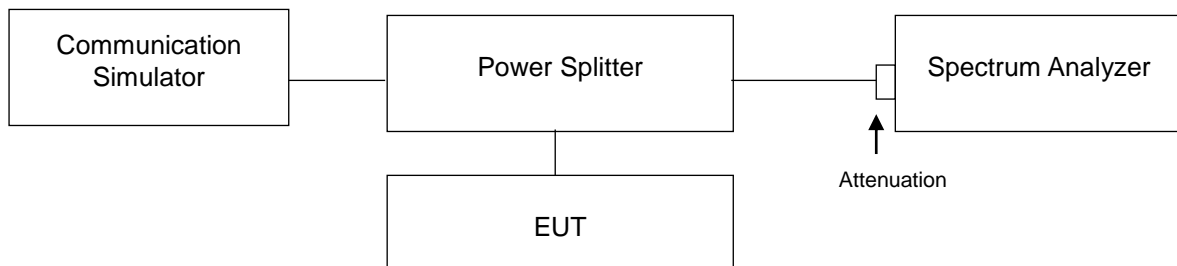 Communication
Simulator
Power Splitter
Spectrum Analyzer
Attenuation
EUT